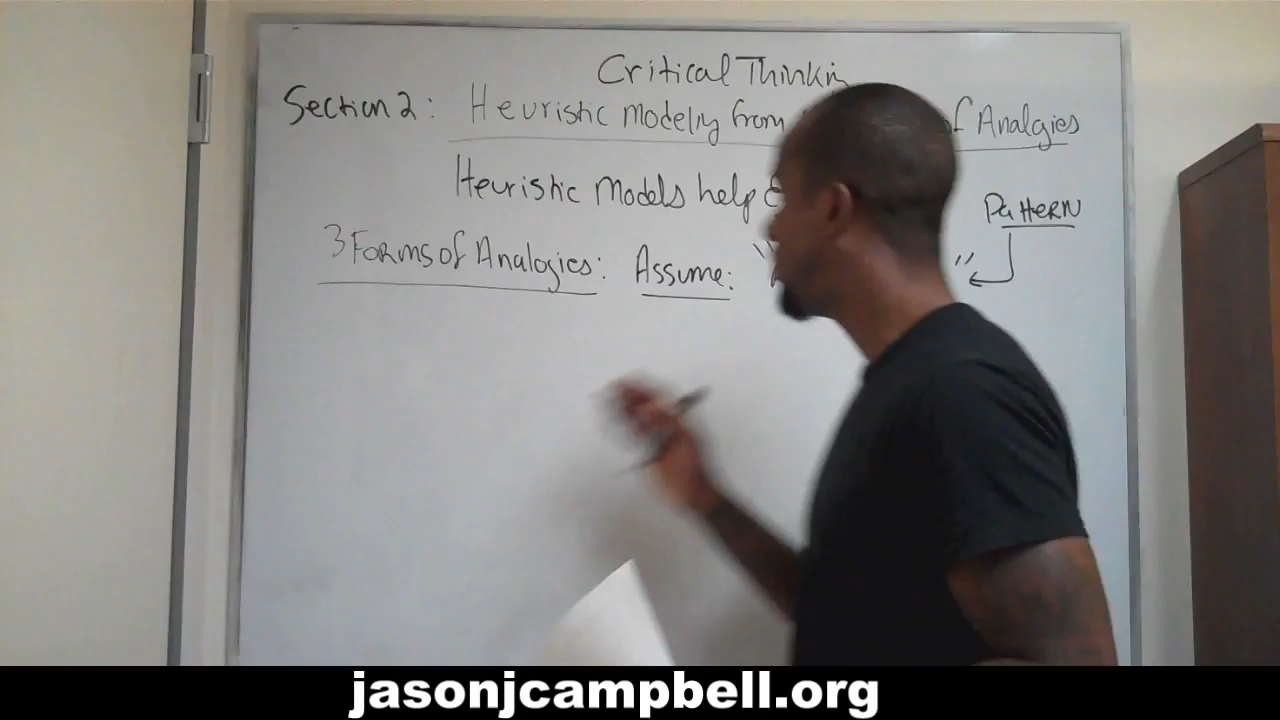 Critical Thinkin
Section 2: Heuristic Modeling from of Analgies
Heuristic Models help
Pattern
3 Forms of Analogies: Assume: " "
jasonjcampbell.org